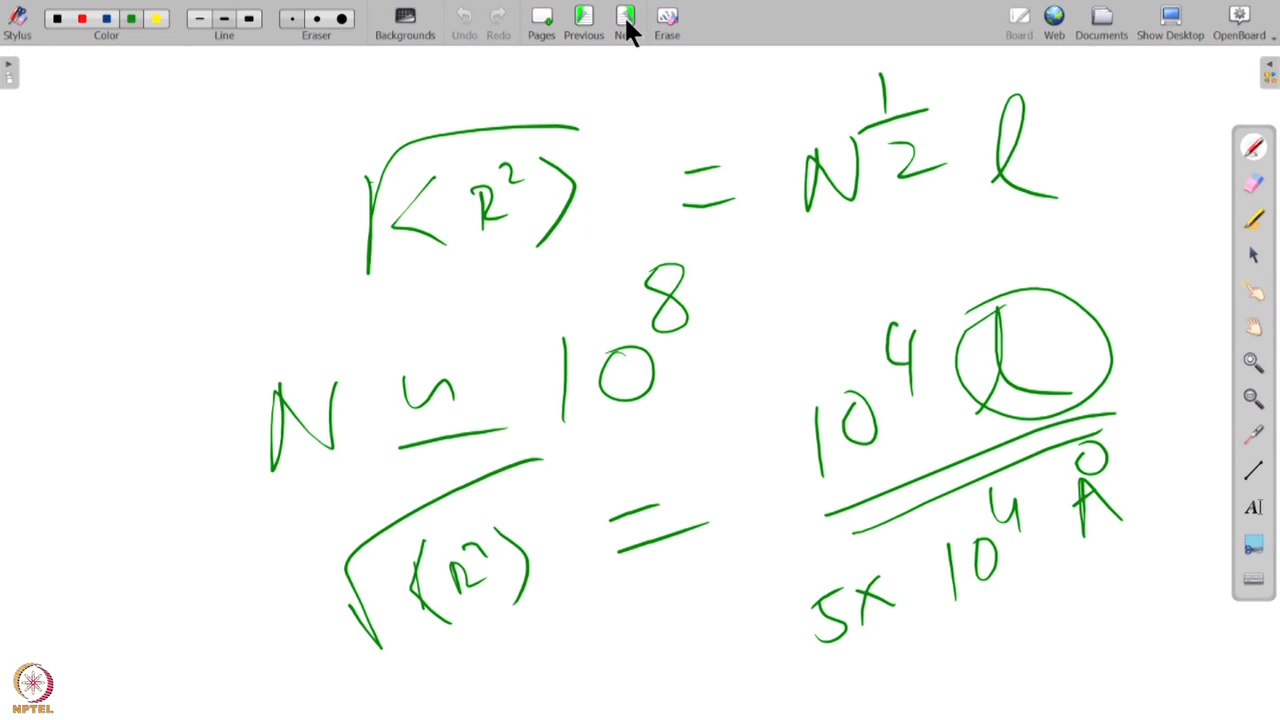 Stylus Color Line Eraser Backgrounds Undo Redo Pages Previous Erase Board Web Documents Show Desktop OpenBoard
√⟨R²⟩ = N^{1/2} l
N ≃ 10⁸
√⟨R²⟩ = 10⁴ l
5 × 10⁴ Å
NPTEL